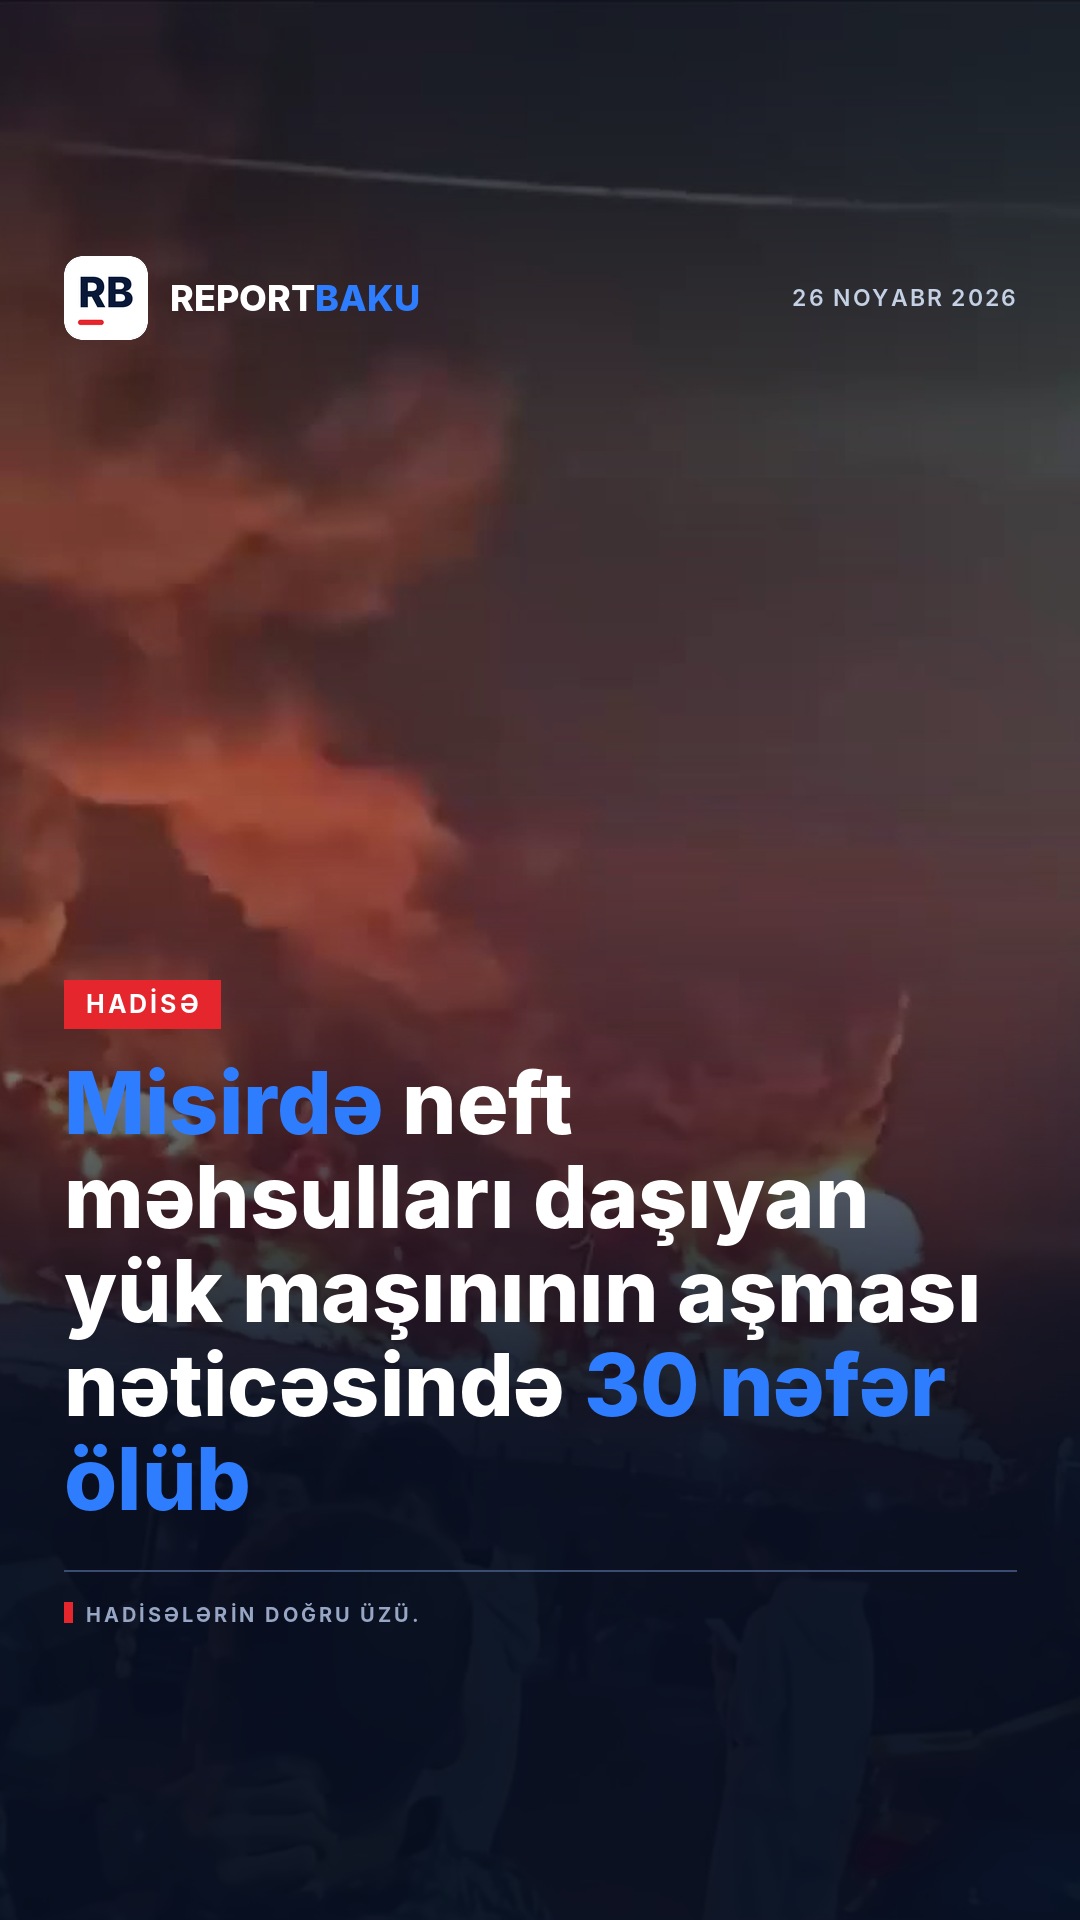 RB
REPORTBAKU
26 NOYABR 2026
HADİSƏ
Misirdə neft
məhsulları daşıyan
yük maşınının aşması
nəticəsində 30 nəfər
ölüb
HADİSƏLƏRİN DOĞRU ÜZÜ.